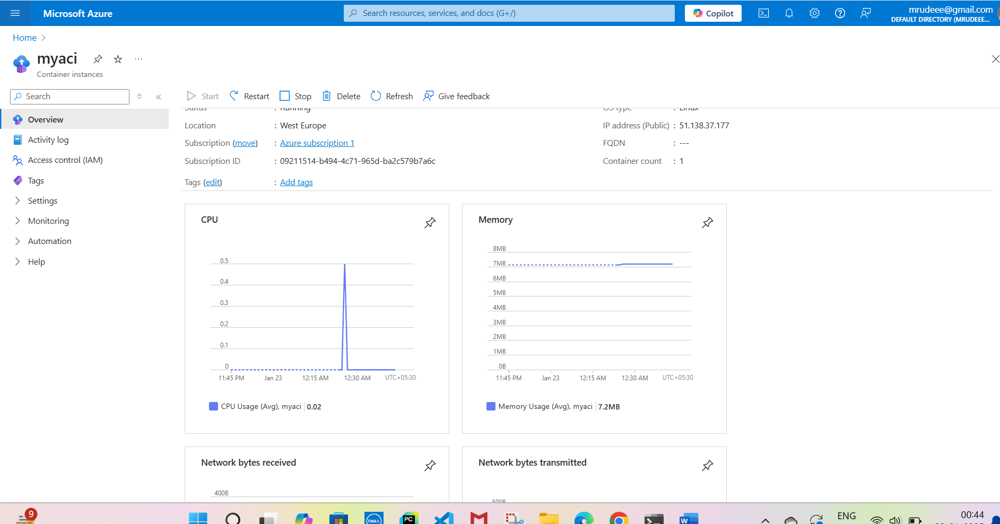 Microsoft Azure
Search resources, services, and docs (G+/)
Copilot
mrudeee@gmail.com
DEFAULT DIRECTORY (MRUDEEE...
Home
myaci
Container instances
Search
Start Restart Stop Delete Refresh Give feedback
Overview
Activity log
Access control (IAM)
Tags
Settings
Monitoring
Automation
Help
Status : Running
Location : West Europe
Subscription (move) : Azure subscription 1
Subscription ID : 09211514-b494-4c71-965d-ba2c579b7a6c
Tags (edit) : Add tags
OS type : Linux
IP address (Public) : 51.138.37.177
FQDN : ---
Container count : 1
CPU
0.5
0.4
0.3
0.2
0.1
0
11:45 PM Jan 23 12:15 AM 12:30 AM UTC+05:30
CPU Usage (Avg), myaci 0.02
Memory
8MB
7MB
6MB
5MB
4MB
3MB
2MB
1MB
0B
11:45 PM Jan 23 12:15 AM 12:30 AM UTC+05:30
Memory Usage (Avg), myaci 7.2MB
Network bytes received
400B
Network bytes transmitted
500B
9
DELL
PC
W
ENG
00:44